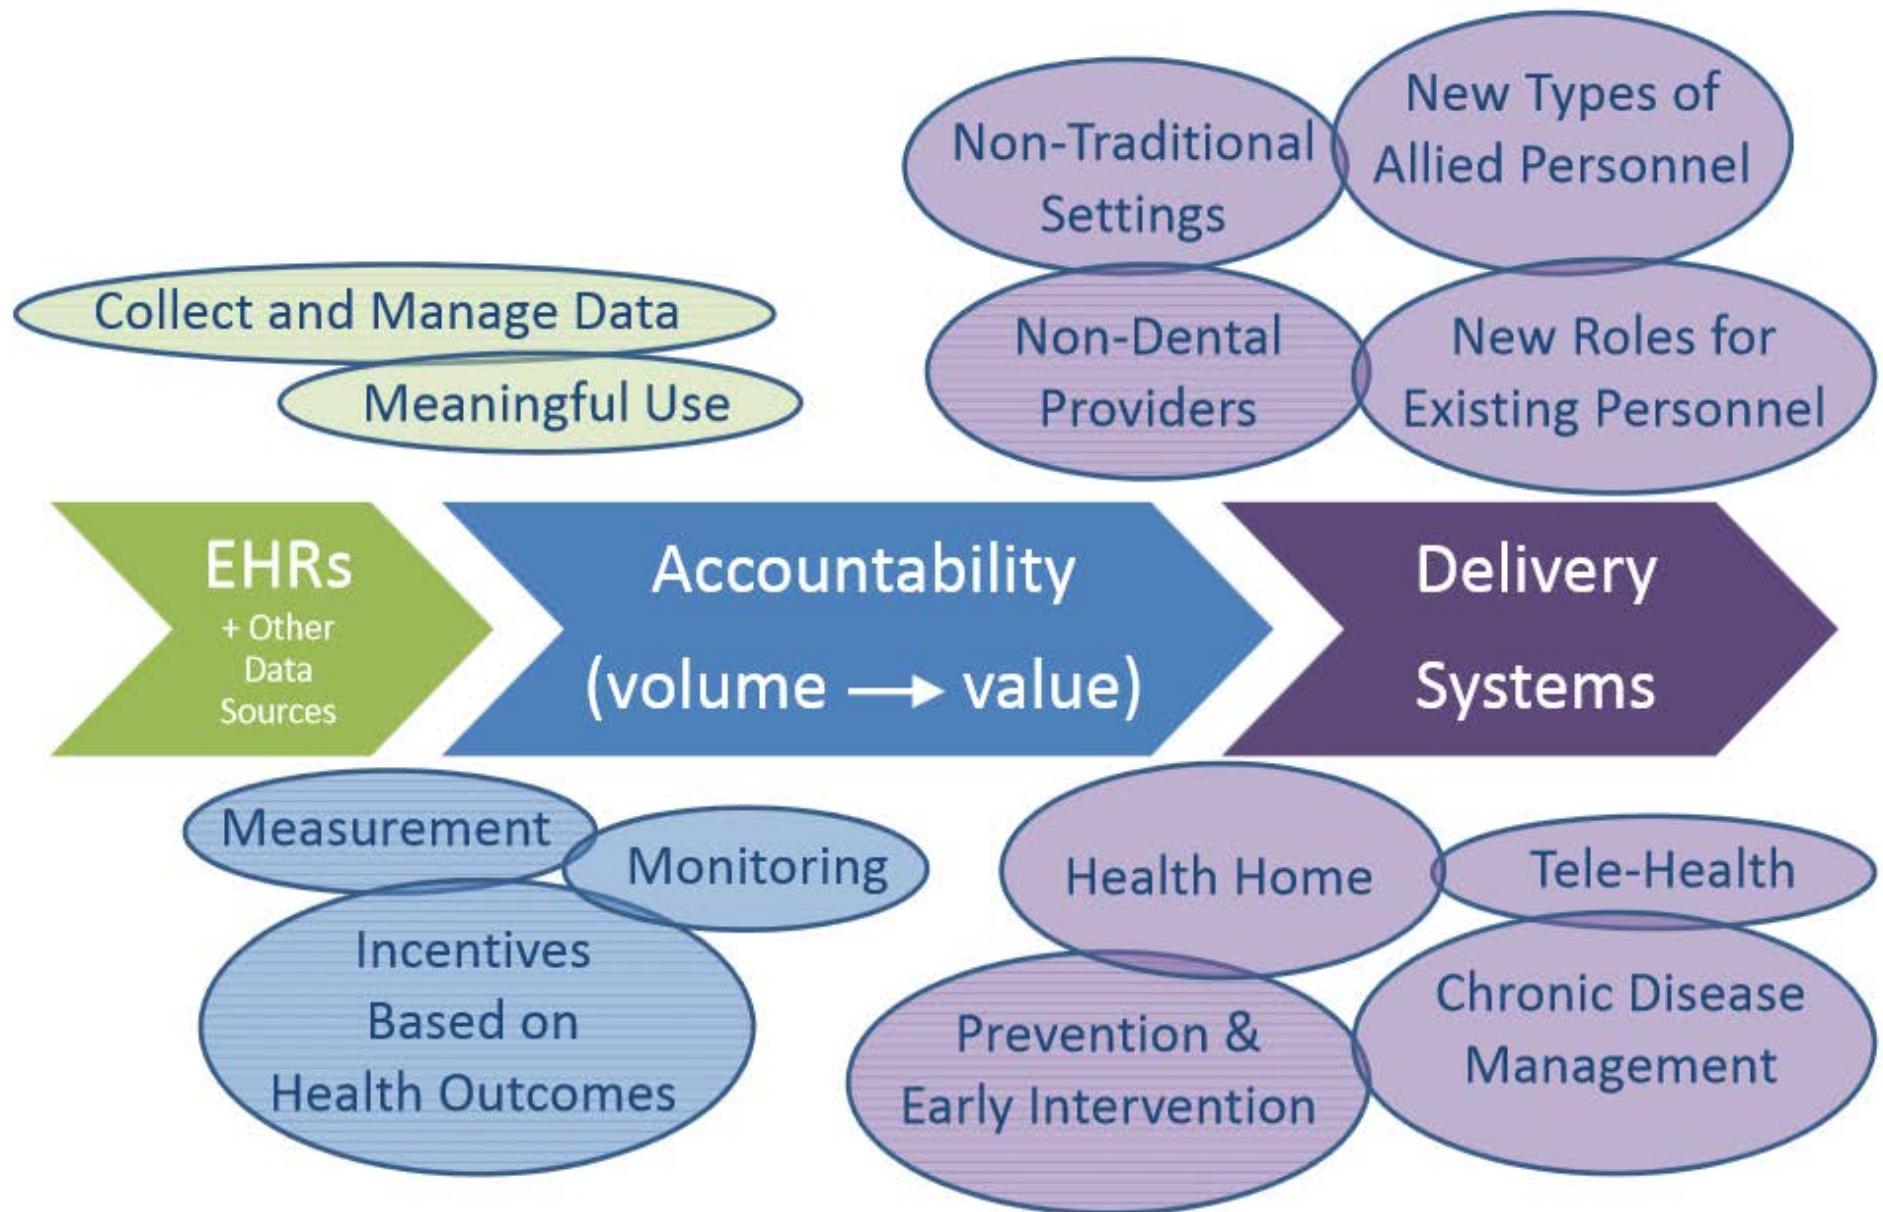 Non-Traditional
Settings
New Types of
Allied Personnel
Collect and Manage Data
Meaningful Use
Non-Dental
Providers
New Roles for
Existing Personnel
EHRs
+ Other
Data
Sources
Accountability
(volume → value)
Delivery
Systems
Measurement
Monitoring
Incentives
Based on
Health Outcomes
Health Home
Tele-Health
Prevention &
Early Intervention
Chronic Disease
Management